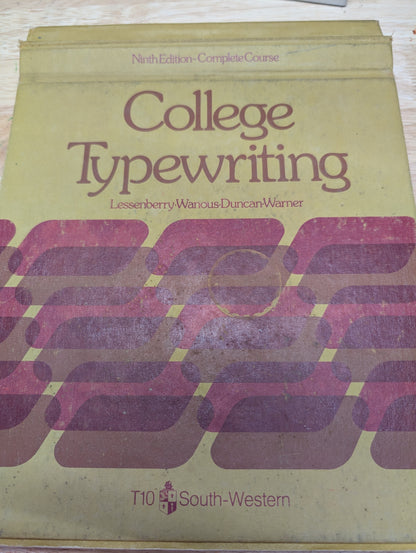 Ninth Edition-Complete Course
College
Typewriting
Lessenberry·Wanous·Duncan·Warner
T10 South-Western